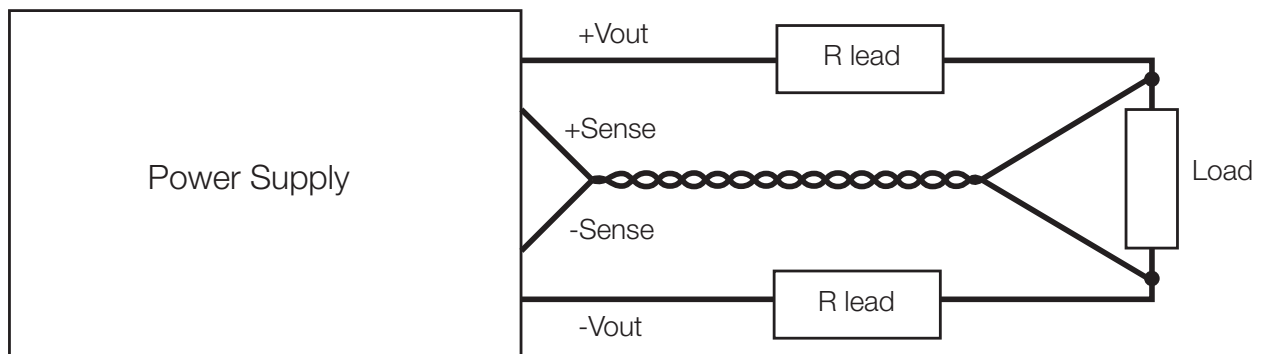 +Vout
R lead
+Sense
Power Supply
Load
-Sense
R lead
-Vout